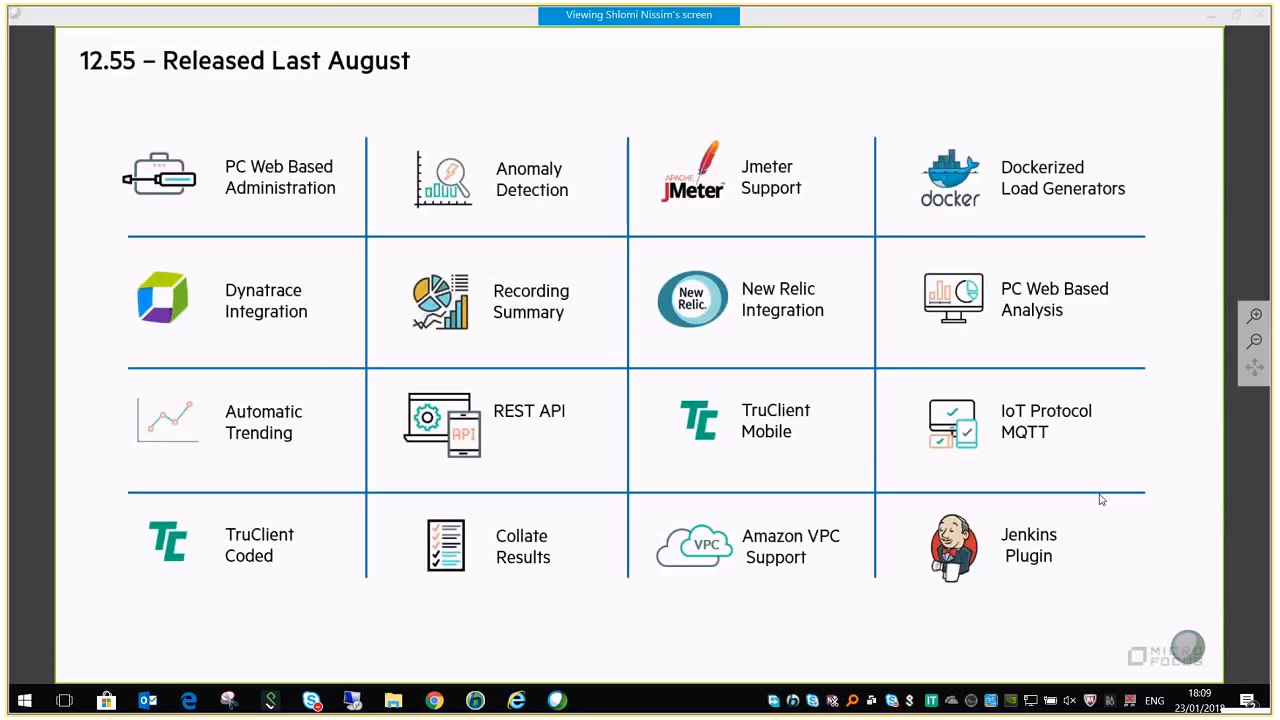 Viewing Shlomi Nissim's screen
12.55 – Released Last August
PC Web Based
Administration
Anomaly
Detection
APACHE
JMeter
Jmeter
Support
docker
Dockerized
Load Generators
Dynatrace
Integration
Recording
Summary
New
Relic.
New Relic
Integration
PC Web Based
Analysis
Automatic
Trending
API
REST API
TC
TruClient
Mobile
IoT Protocol
MQTT
TC
TruClient
Coded
Collate
Results
VPC
Amazon VPC
Support
Jenkins
Plugin
MICRO
FOCUS
ENG
18:09
23/01/2018